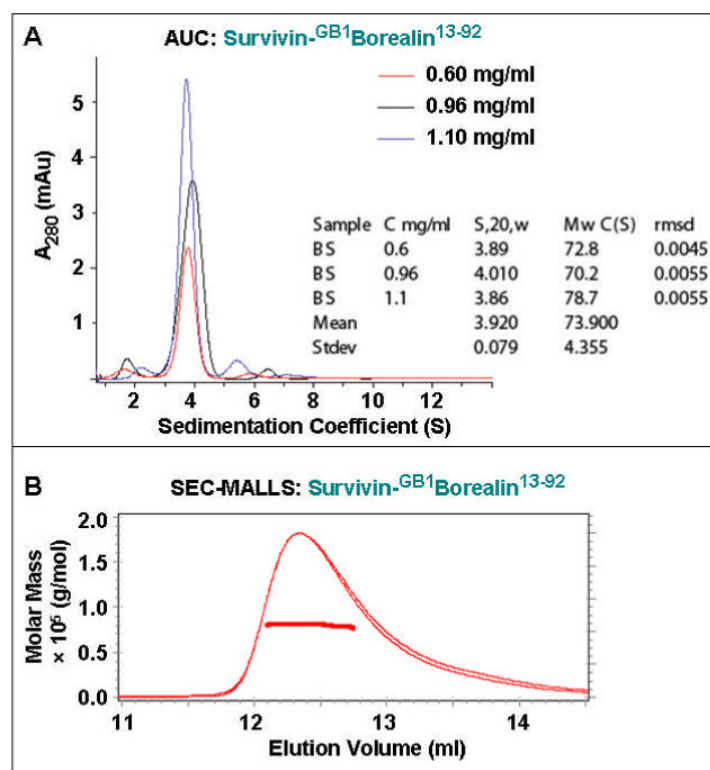 A
AUC: Survivin-GB1Borealin13-92
0.60 mg/ml
0.96 mg/ml
1.10 mg/ml
A280 (mAu)
5
4
3
2
1
Sample C mg/ml S,20,w Mw C(S) rmsd
BS 0.6 3.89 72.8 0.0045
BS 0.96 4.010 70.2 0.0055
BS 1.1 3.86 78.7 0.0055
Mean 3.920 73.900
Stdev 0.079 4.355
2 4 6 8 10 12
Sedimentation Coefficient (S)
B
SEC-MALLS: Survivin-GB1Borealin13-92
Molar Mass
× 10⁵ (g/mol)
2.0
1.5
1.0
0.5
0.0
11 12 13 14
Elution Volume (ml)